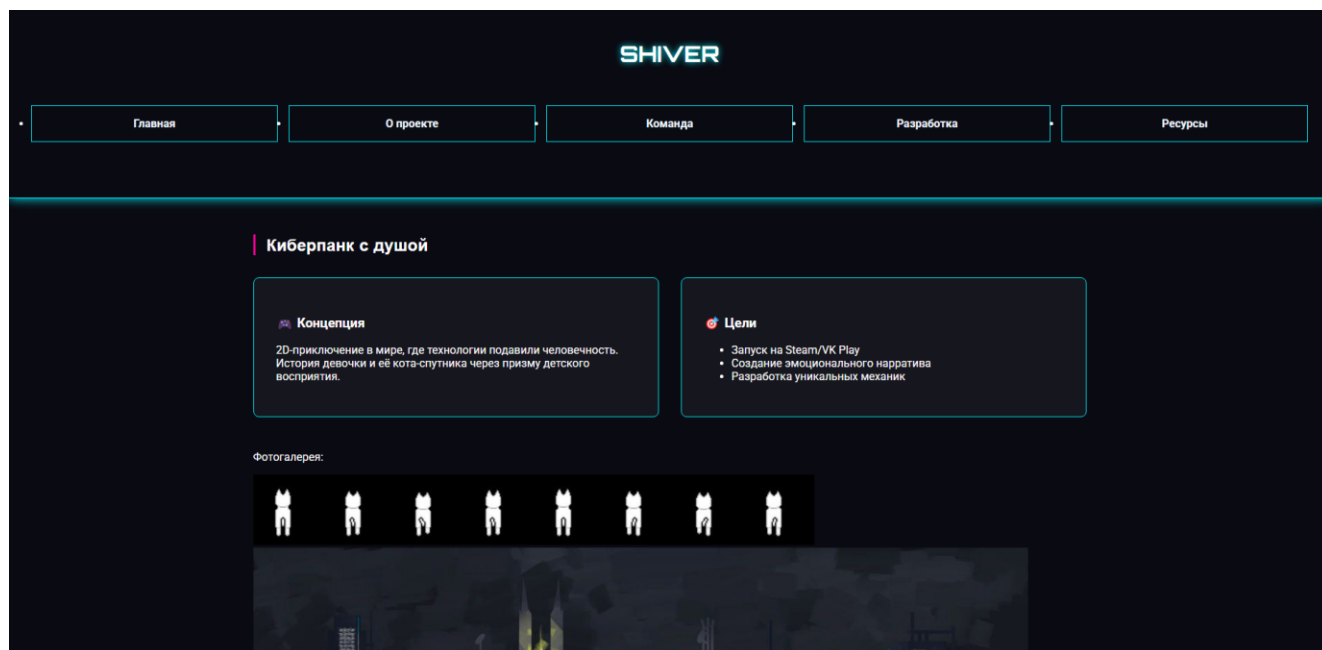 SHIVER
Главная
О проекте
Команда
Разработка
Ресурсы
Киберпанк с душой
Концепция
2D-приключение в мире, где технологии подавили человечность.
История девочки и её кота-спутника через призму детского
восприятия.
Цели
• Запуск на Steam/VK Play
• Создание эмоционального нарратива
• Разработка уникальных механик
Фотогалерея: